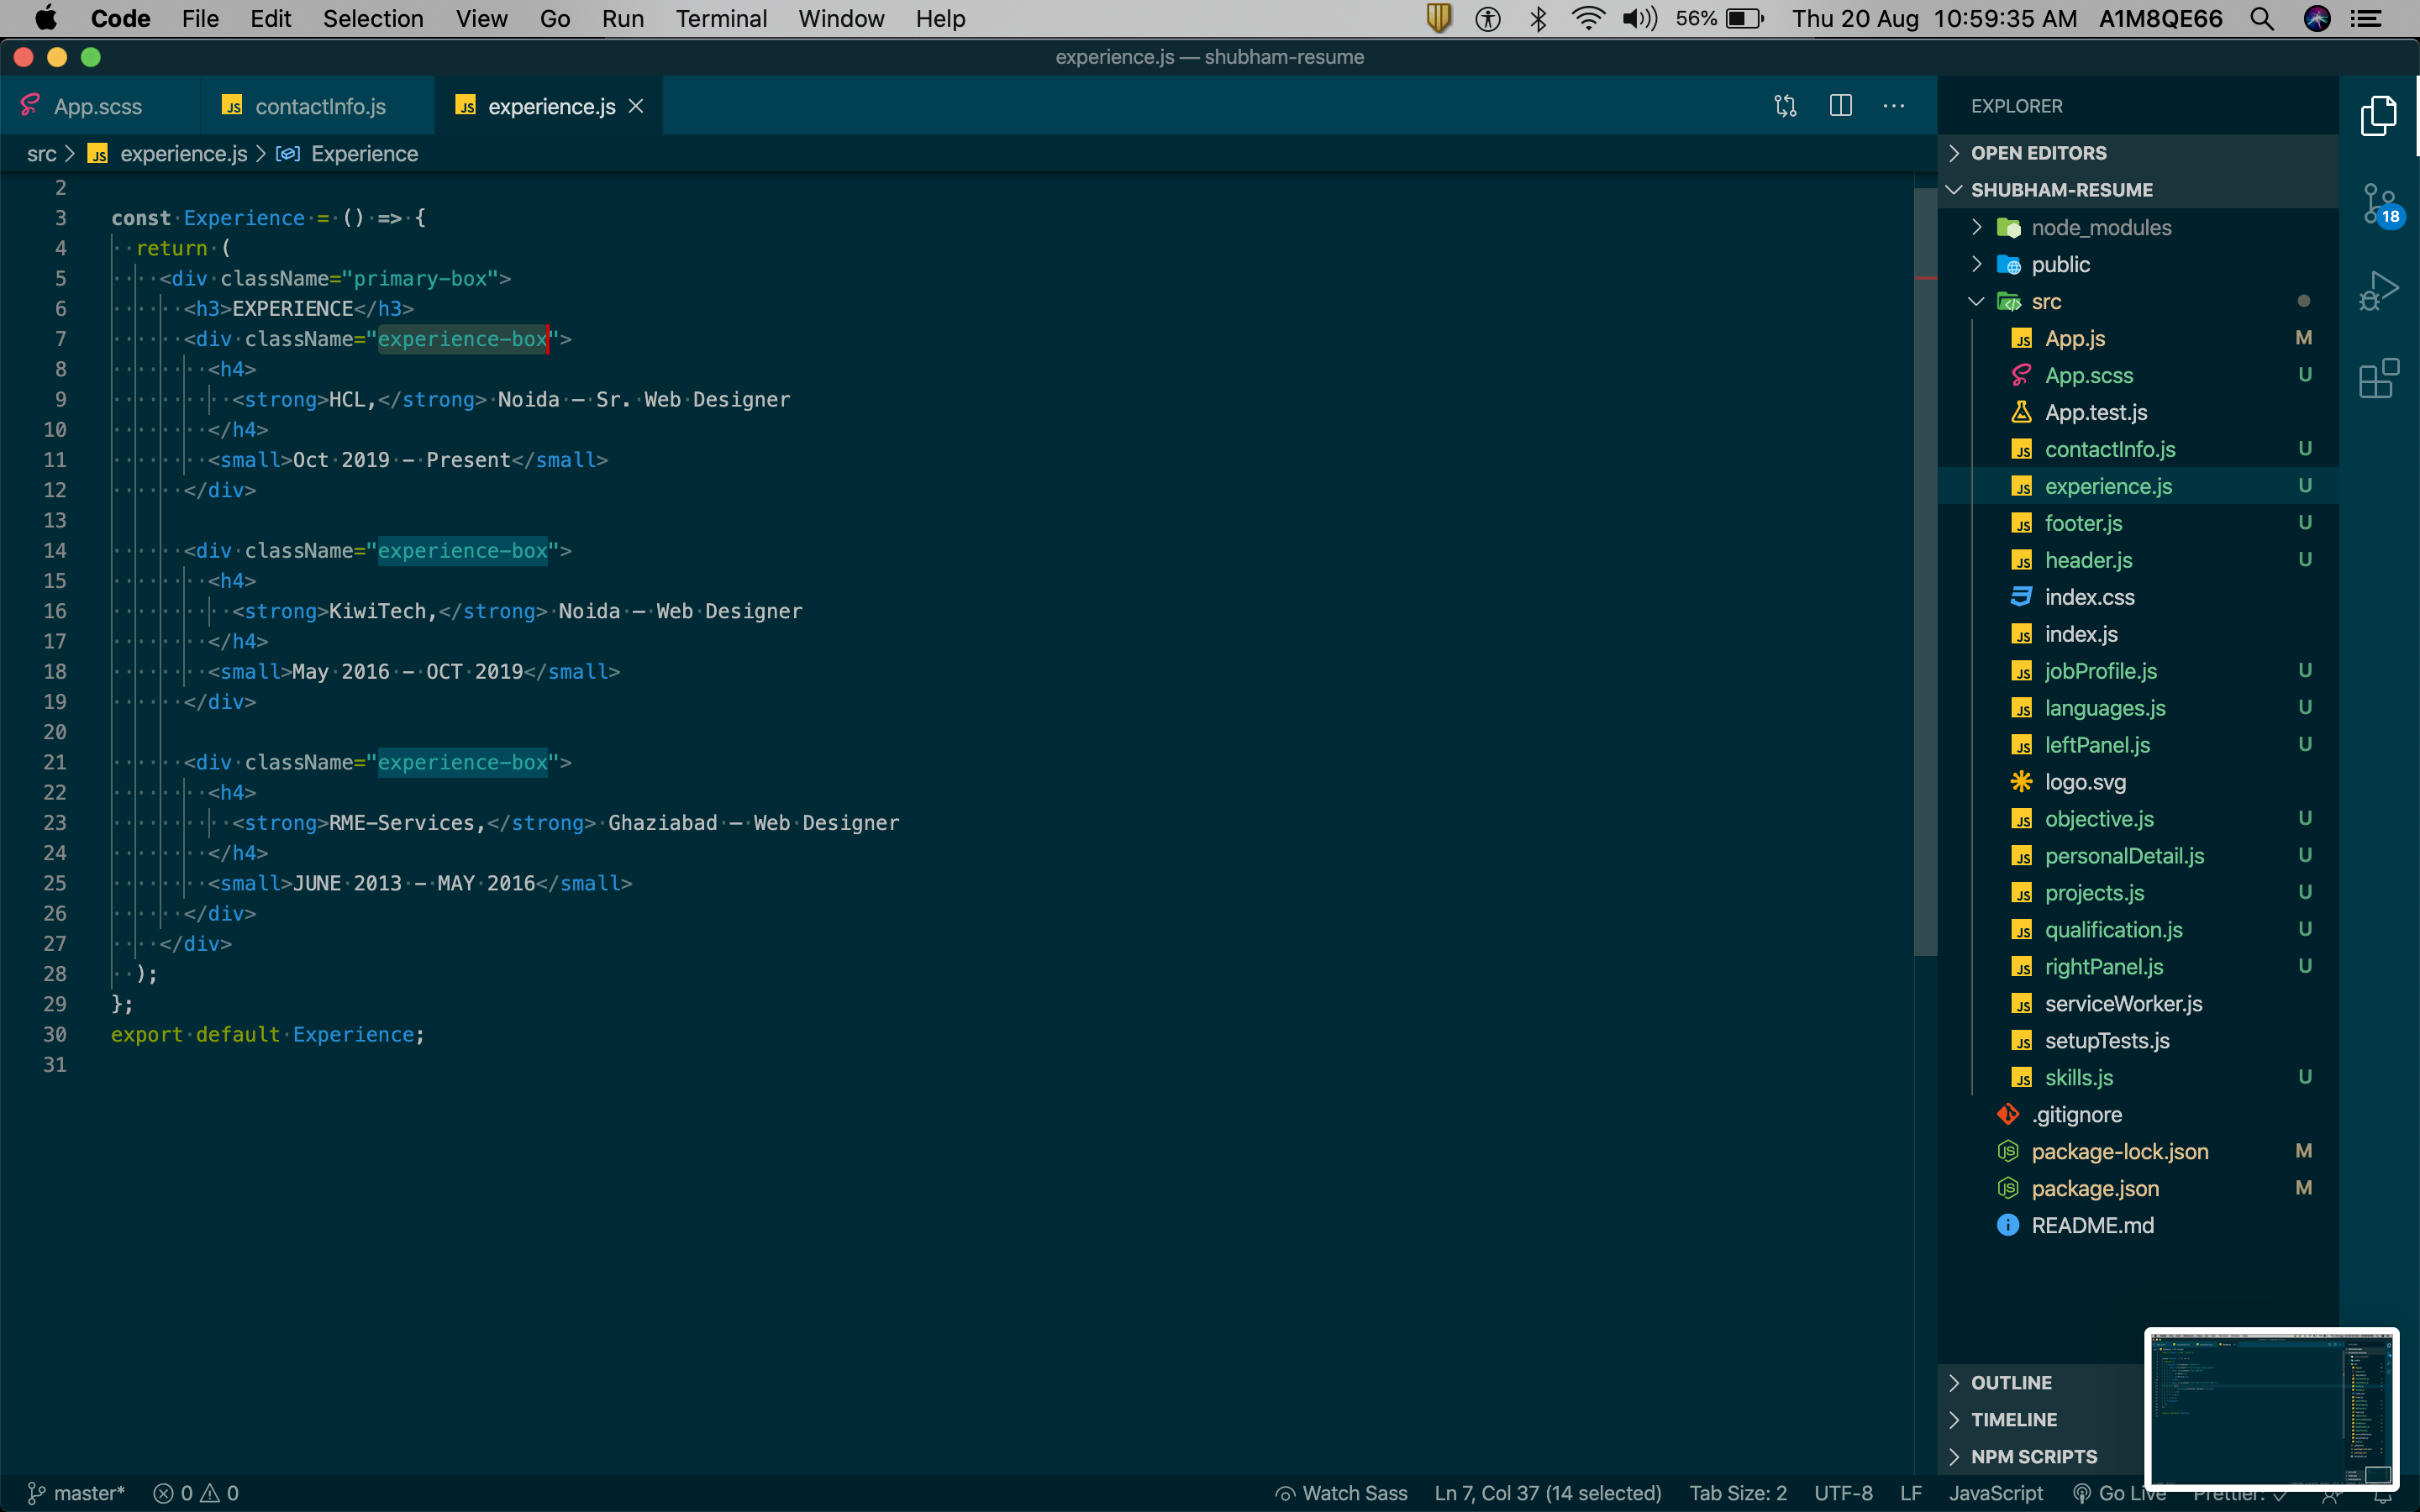 Code File Edit Selection View Go Run Terminal Window Help 56% Thu 20 Aug 10:59:35 AM A1M8QE66
experience.js — shubham-resume
App.scss contactInfo.js experience.js
src experience.js Experience
2
3 const Experience = () => {
4 return (
5 <div className="primary-box">
6 <h3>EXPERIENCE</h3>
7 <div className="experience-box">
8 <h4>
9 <strong>HCL,</strong> Noida – Sr. Web Designer
10 </h4>
11 <small>Oct 2019 – Present</small>
12 </div>
13
14 <div className="experience-box">
15 <h4>
16 <strong>KiwiTech,</strong> Noida – Web Designer
17 </h4>
18 <small>May 2016 – OCT 2019</small>
19 </div>
20
21 <div className="experience-box">
22 <h4>
23 <strong>RME-Services,</strong> Ghaziabad – Web Designer
24 </h4>
25 <small>JUNE 2013 – MAY 2016</small>
26 </div>
27 </div>
28 );
29 };
30 export default Experience;
31
EXPLORER
OPEN EDITORS
SHUBHAM-RESUME
node_modules
public
src
App.js M
App.scss U
App.test.js
contactInfo.js U
experience.js U
footer.js U
header.js U
index.css
index.js
jobProfile.js U
languages.js U
leftPanel.js U
logo.svg
objective.js U
personalDetail.js U
projects.js U
qualification.js U
rightPanel.js U
serviceWorker.js
setupTests.js
skills.js U
.gitignore
package-lock.json M
package.json M
README.md
OUTLINE
TIMELINE
NPM SCRIPTS
18
master* 0 0 Watch Sass Ln 7, Col 37 (14 selected) Tab Size: 2 UTF-8 LF JavaScript Go Live Prettier: